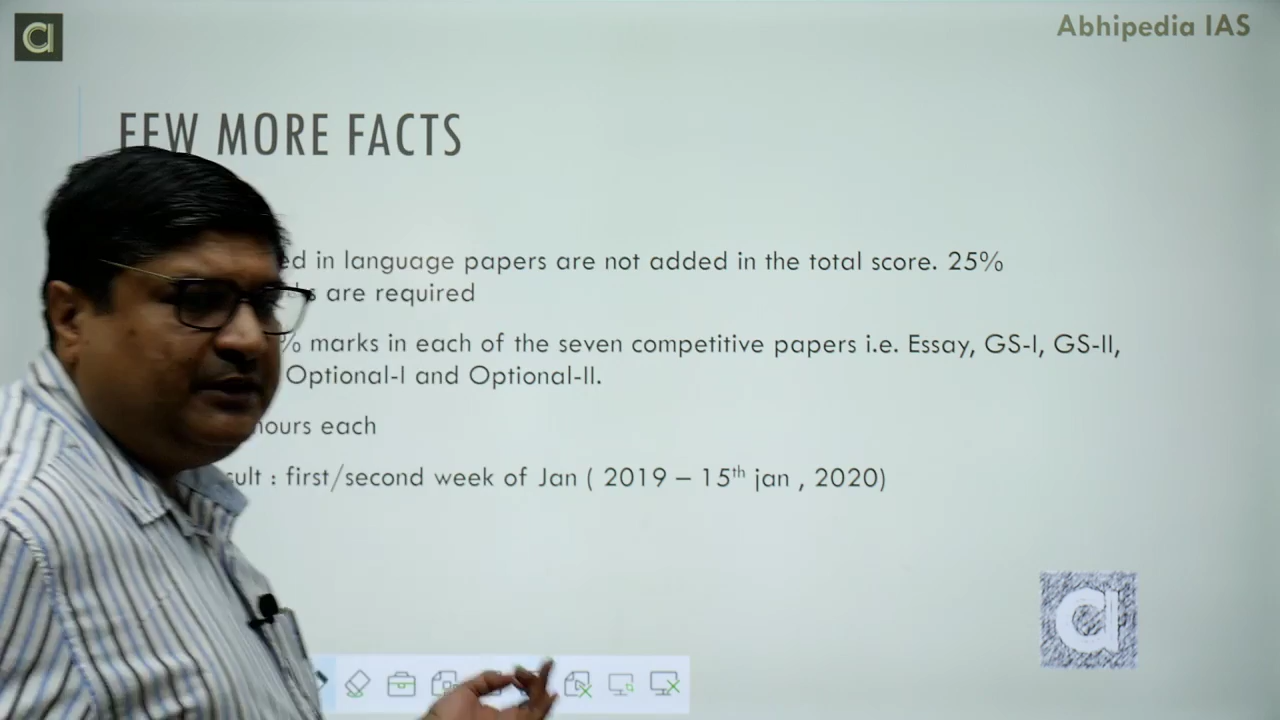 Abhipedia IAS
FEW MORE FACTS
in language papers are not added in the total score. 25%
are required
% marks in each of the seven competitive papers i.e. Essay, GS-I, GS-II,
Optional-I and Optional-II.
hours each
: first/second week of Jan ( 2019 – 15th jan , 2020)